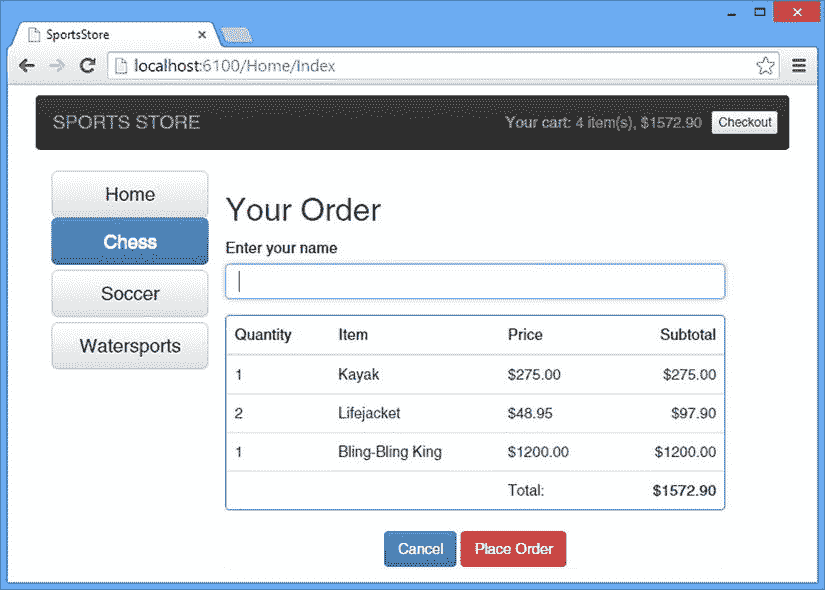 SportsStore
localhost:6100/Home/Index
SPORTS STORE Your cart: 4 item(s), $1572.90 Checkout
Home
Chess
Soccer
Watersports
Your Order
Enter your name
Quantity Item Price Subtotal
1 Kayak $275.00 $275.00
2 Lifejacket $48.95 $97.90
1 Bling-Bling King $1200.00 $1200.00
Total: $1572.90
Cancel Place Order